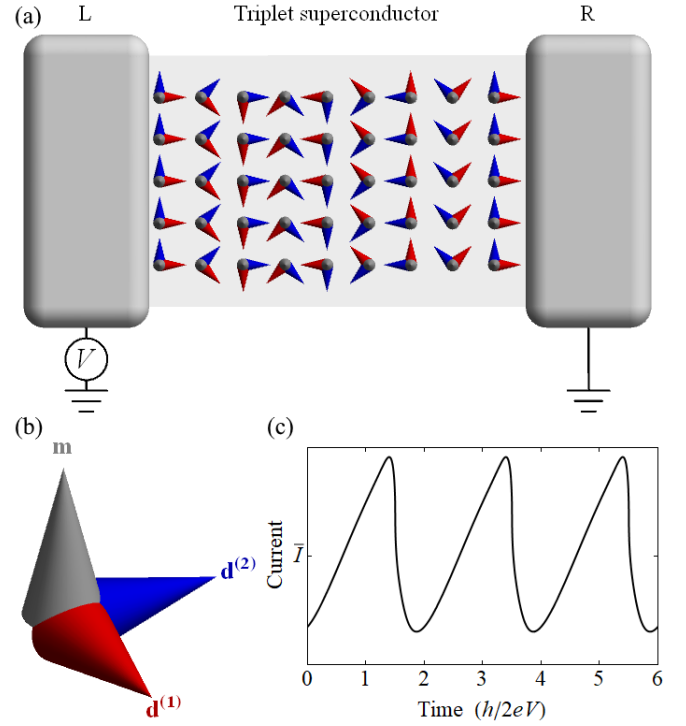 (a) L Triplet superconductor R
V
(b) (c)
m
d(2)
d(1)
Current
Ī
0 1 2 3 4 5 6
Time (h/2eV)